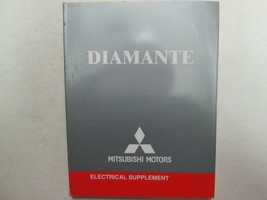 DIAMANTE
MITSUBISHI MOTORS
ELECTRICAL SUPPLEMENT